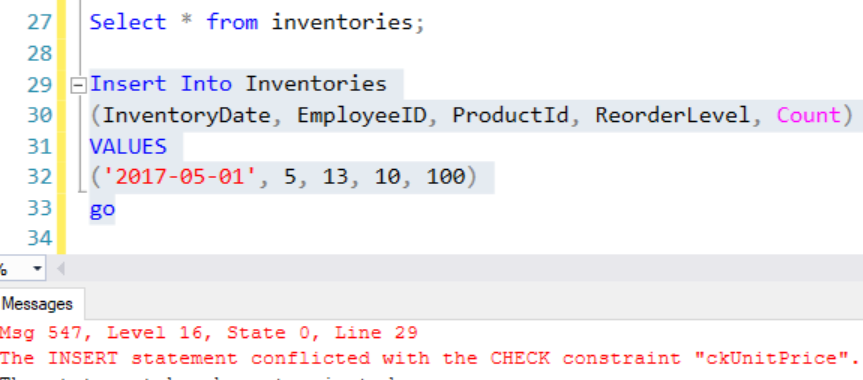 27 Select * from inventories;
28
29 Insert Into Inventories
30 (InventoryDate, EmployeeID, ProductId, ReorderLevel, Count)
31 VALUES
32 ('2017-05-01', 5, 13, 10, 100)
33 go
34
%
Messages
Msg 547, Level 16, State 0, Line 29
The INSERT statement conflicted with the CHECK constraint "ckUnitPrice".